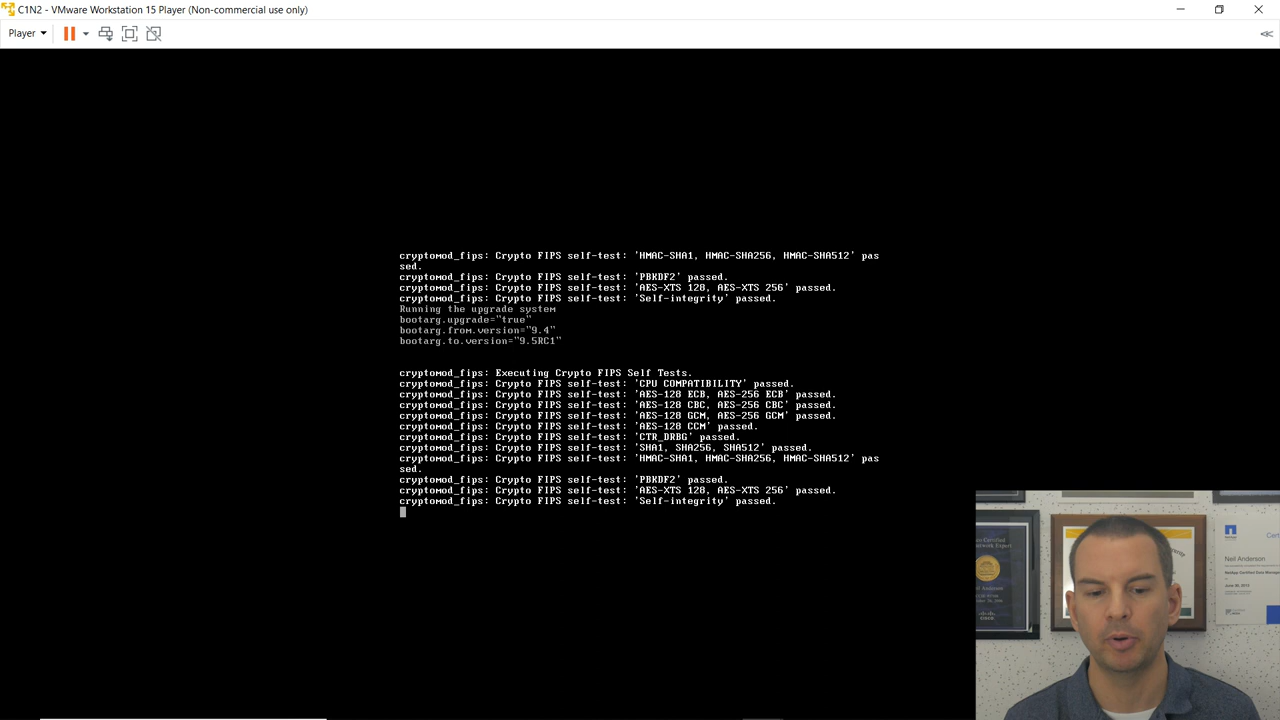 C1N2 - VMware Workstation 15 Player (Non-commercial use only)
Player
cryptomod_fips: Crypto FIPS self-test: 'HMAC-SHA1, HMAC-SHA256, HMAC-SHA512' pas
sed.
cryptomod_fips: Crypto FIPS self-test: 'PBKDF2' passed.
cryptomod_fips: Crypto FIPS self-test: 'AES-XTS 128, AES-XTS 256' passed.
cryptomod_fips: Crypto FIPS self-test: 'Self-integrity' passed.
Running the upgrade system
bootarg.upgrade="true"
bootarg.from.version="9.4"
bootarg.to.version="9.5RC1"
cryptomod_fips: Executing Crypto FIPS Self Tests.
cryptomod_fips: Crypto FIPS self-test: 'CPU COMPATIBILITY' passed.
cryptomod_fips: Crypto FIPS self-test: 'AES-128 ECB, AES-256 ECB' passed.
cryptomod_fips: Crypto FIPS self-test: 'AES-128 CBC, AES-256 CBC' passed.
cryptomod_fips: Crypto FIPS self-test: 'AES-128 GCM, AES-256 GCM' passed.
cryptomod_fips: Crypto FIPS self-test: 'AES-128 CCM' passed.
cryptomod_fips: Crypto FIPS self-test: 'CTR_DRBG' passed.
cryptomod_fips: Crypto FIPS self-test: 'SHA1, SHA256, SHA512' passed.
cryptomod_fips: Crypto FIPS self-test: 'HMAC-SHA1, HMAC-SHA256, HMAC-SHA512' pas
sed.
cryptomod_fips: Crypto FIPS self-test: 'PBKDF2' passed.
cryptomod_fips: Crypto FIPS self-test: 'AES-XTS 128, AES-XTS 256' passed.
cryptomod_fips: Crypto FIPS self-test: 'Self-integrity' passed.
Neil Anderson